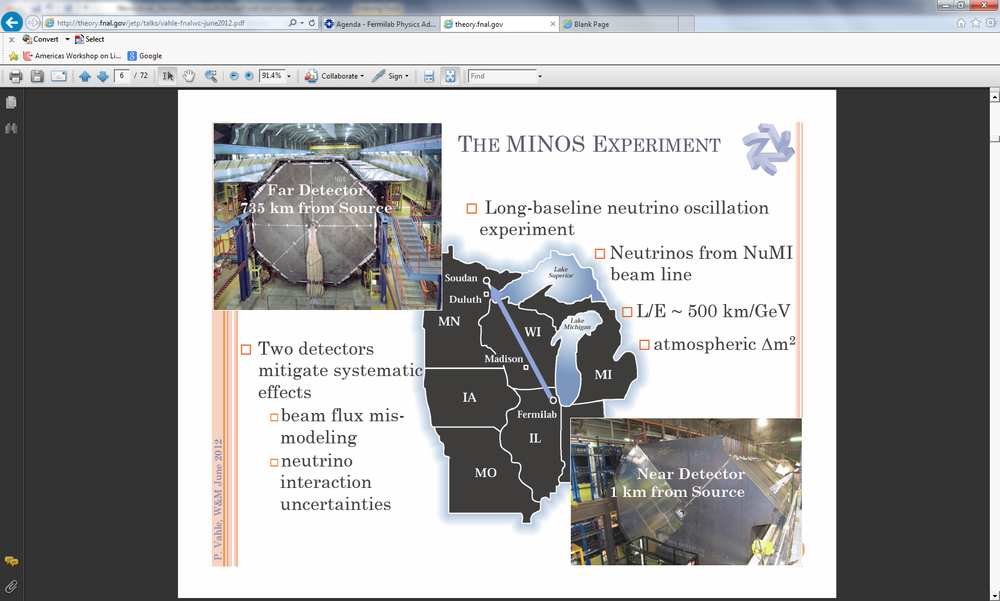 http://theory.fnal.gov/jetp/talks/vahle-fnalwc-june2012.pdf
Agenda - Fermilab Physics Ad...
theory.fnal.gov
Blank Page
Convert
Select
Americas Workshop on Li...
Google
6 / 72
91.4%
Collaborate
Sign
Find
THE MINOS EXPERIMENT
485
Far Detector
735 km from Source
Long-baseline neutrino oscillation
experiment
Neutrinos from NuMI
beam line
L/E ~ 500 km/GeV
atmospheric Δm²
Two detectors
mitigate systematic
effects
beam flux mis-
modeling
neutrino
interaction
uncertainties
Lake
Superior
Soudan
Duluth
MN
WI
Lake
Michigan
Madison
MI
IA
Fermilab
IL
MO
Near Detector
1 km from Source
6
P. Vahle, W&M June 2012